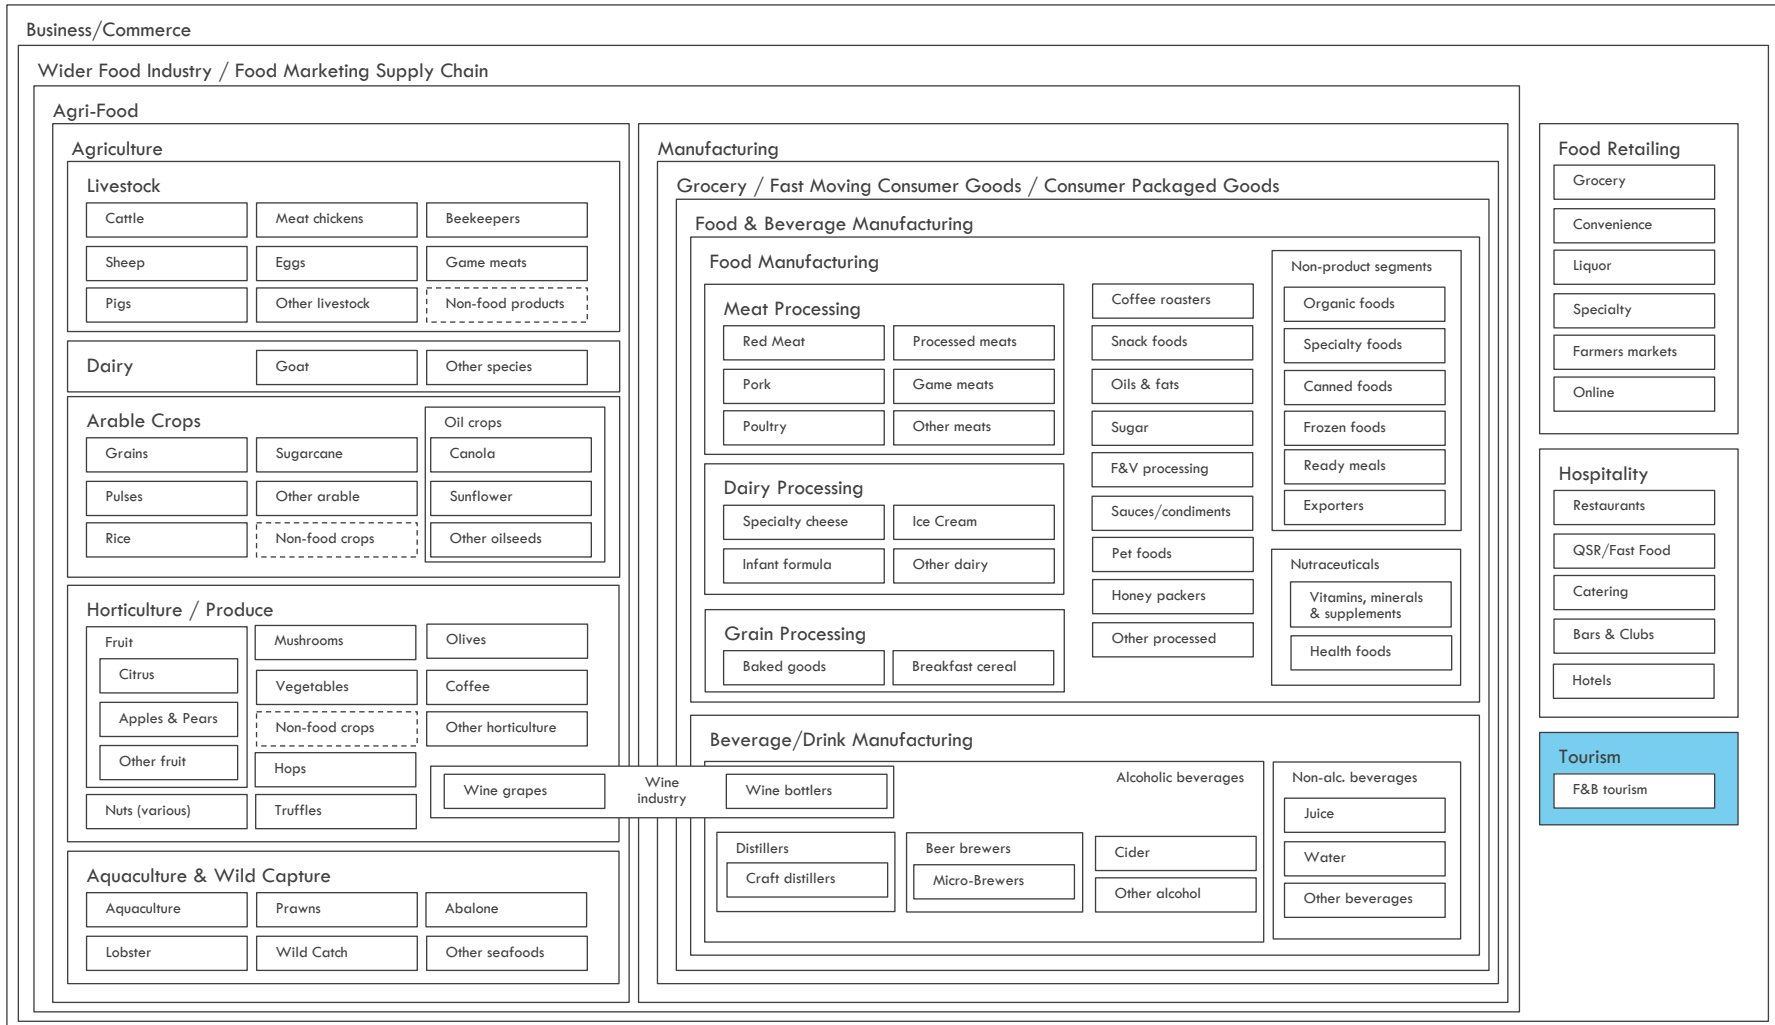 Business/Commerce
Wider Food Industry / Food Marketing Supply Chain
Agri-Food
Agriculture
Livestock
Cattle
Meat chickens
Beekeepers
Sheep
Eggs
Game meats
Pigs
Other livestock
Non-food products
Dairy
Goat
Other species
Arable Crops
Oil crops
Grains
Sugarcane
Canola
Pulses
Other arable
Sunflower
Rice
Non-food crops
Other oilseeds
Horticulture / Produce
Fruit
Mushrooms
Olives
Citrus
Vegetables
Coffee
Apples & Pears
Non-food crops
Other horticulture
Other fruit
Hops
Nuts (various)
Truffles
Wine grapes
Wine
industry
Wine bottlers
Aquaculture & Wild Capture
Aquaculture
Prawns
Abalone
Lobster
Wild Catch
Other seafoods
Manufacturing
Grocery / Fast Moving Consumer Goods / Consumer Packaged Goods
Food & Beverage Manufacturing
Food Manufacturing
Meat Processing
Red Meat
Processed meats
Pork
Game meats
Poultry
Other meats
Dairy Processing
Specialty cheese
Ice Cream
Infant formula
Other dairy
Grain Processing
Baked goods
Breakfast cereal
Coffee roasters
Snack foods
Oils & fats
Sugar
F&V processing
Sauces/condiments
Pet foods
Honey packers
Other processed
Non-product segments
Organic foods
Specialty foods
Canned foods
Frozen foods
Ready meals
Exporters
Nutraceuticals
Vitamins, minerals
& supplements
Health foods
Beverage/Drink Manufacturing
Alcoholic beverages
Distillers
Craft distillers
Beer brewers
Micro-Brewers
Cider
Other alcohol
Non-alc. beverages
Juice
Water
Other beverages
Food Retailing
Grocery
Convenience
Liquor
Specialty
Farmers markets
Online
Hospitality
Restaurants
QSR/Fast Food
Catering
Bars & Clubs
Hotels
Tourism
F&B tourism